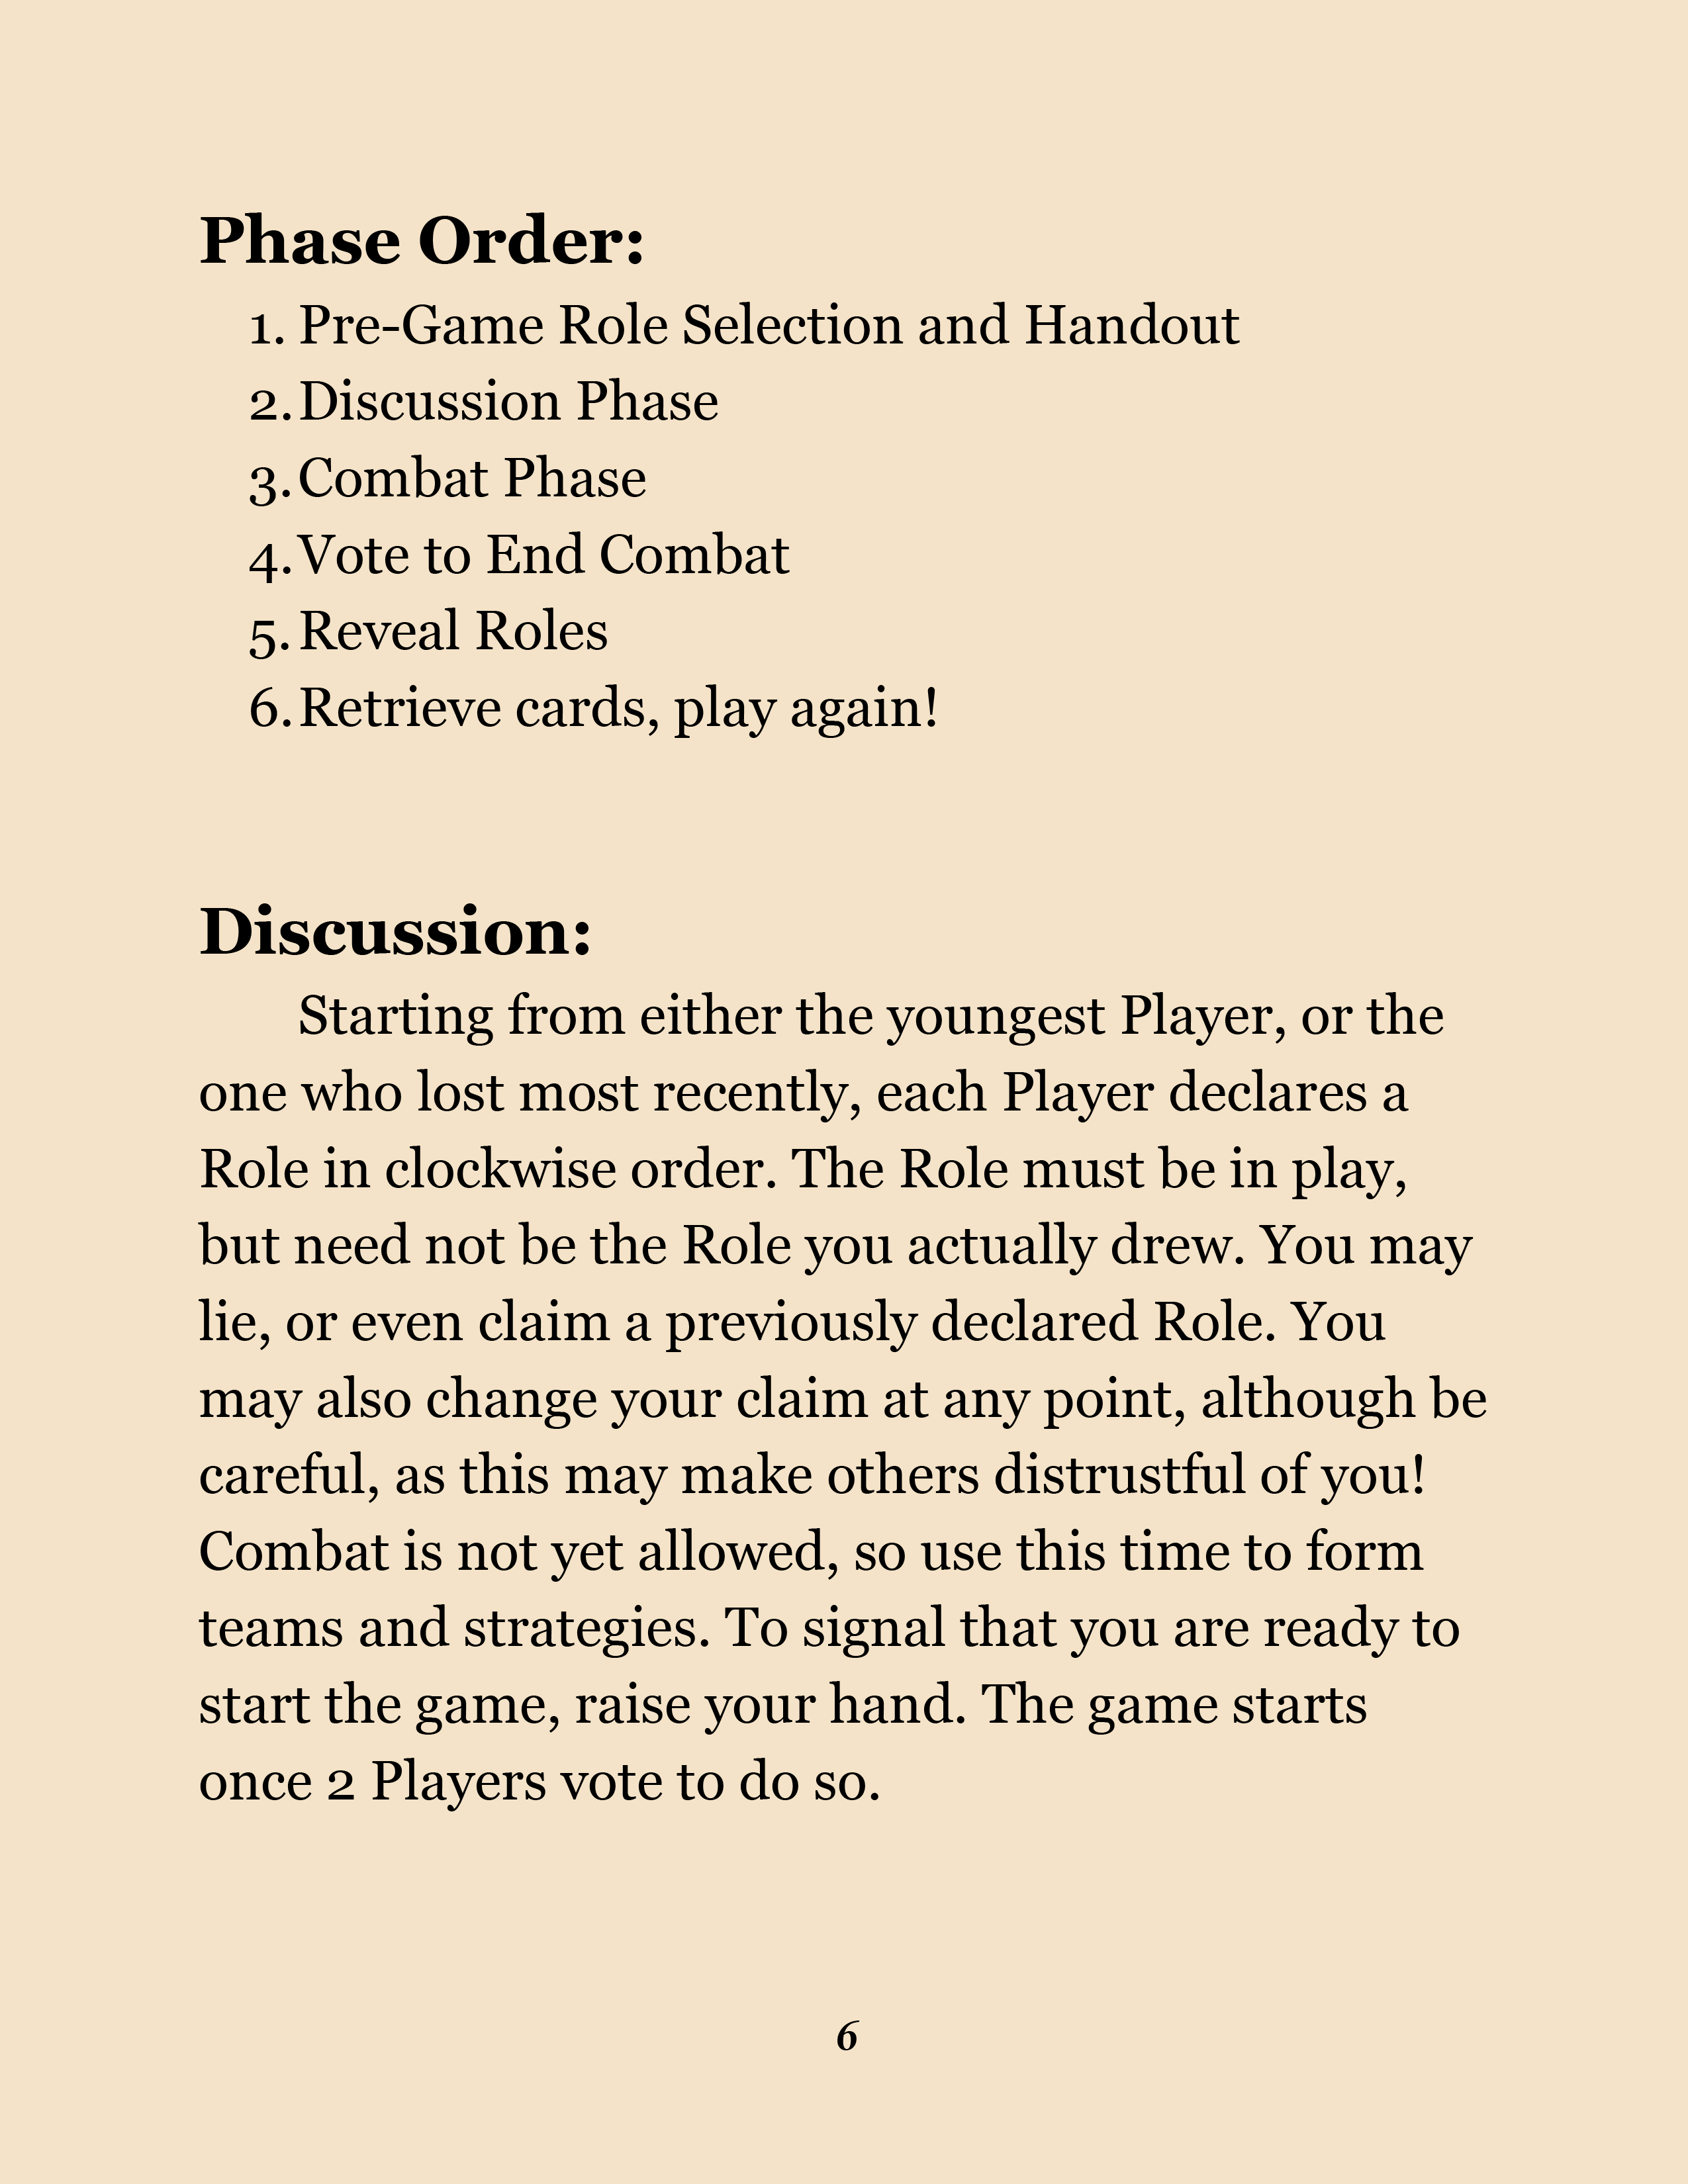 Phase Order:
1. Pre-Game Role Selection and Handout
2. Discussion Phase
3. Combat Phase
4. Vote to End Combat
5. Reveal Roles
6. Retrieve cards, play again!
Discussion:
Starting from either the youngest Player, or the
one who lost most recently, each Player declares a
Role in clockwise order. The Role must be in play,
but need not be the Role you actually drew. You may
lie, or even claim a previously declared Role. You
may also change your claim at any point, although be
careful, as this may make others distrustful of you!
Combat is not yet allowed, so use this time to form
teams and strategies. To signal that you are ready to
start the game, raise your hand. The game starts
once 2 Players vote to do so.
6